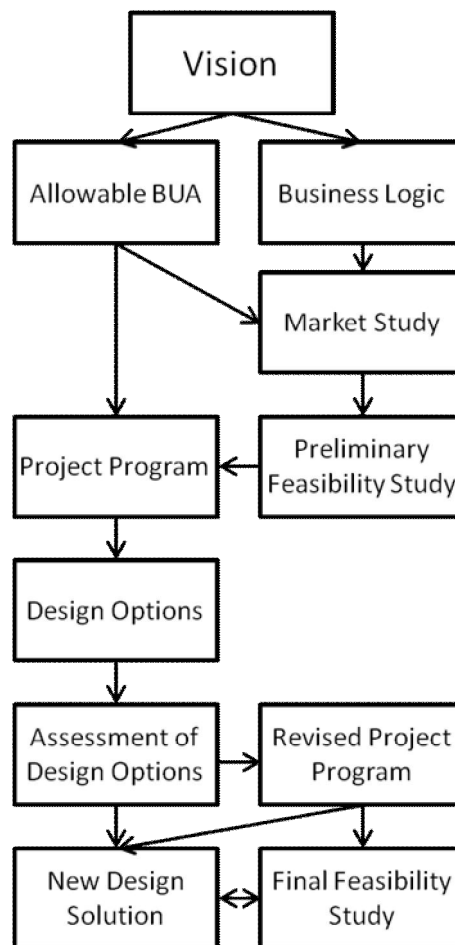 Vision
Allowable BUA
Business Logic
Market Study
Project Program
Preliminary
Feasibility Study
Design Options
Assessment of
Design Options
Revised Project
Program
New Design
Solution
Final Feasibility
Study